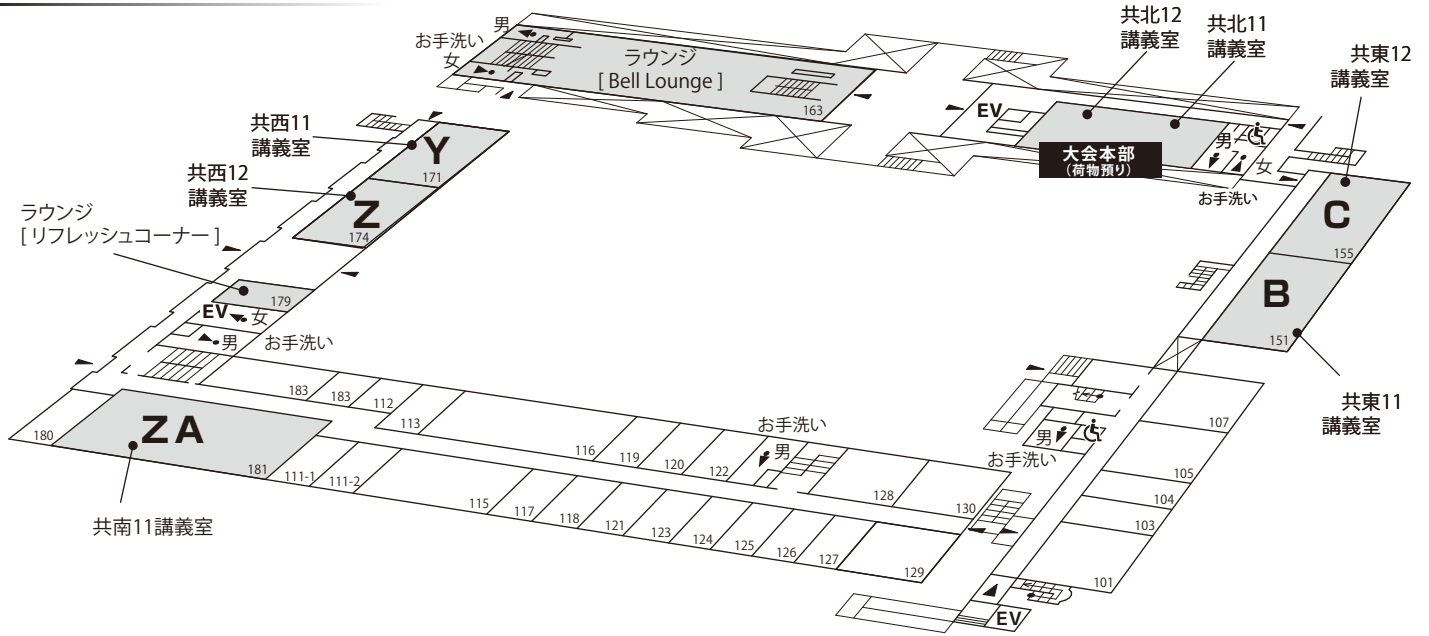 男
お手洗い
女
ラウンジ
[ Bell Lounge ]
163
共北12
講義室
共北11
講義室
共東12
講義室
EV
大会本部
(荷物預り)
男
女
お手洗い
共西11
講義室
Y
171
共西12
講義室
Z
174
ラウンジ
[ リフレッシュコーナー ]
179
EV
女
男
お手洗い
C
155
B
151
共東11
講義室
180
ZA
181
共南11講義室
183
183
112
113
116
119
120
122
お手洗い
男
128
130
111-1
111-2
115
117
118
121
123
124
125
126
127
129
男
お手洗い
107
105
104
103
101
EV